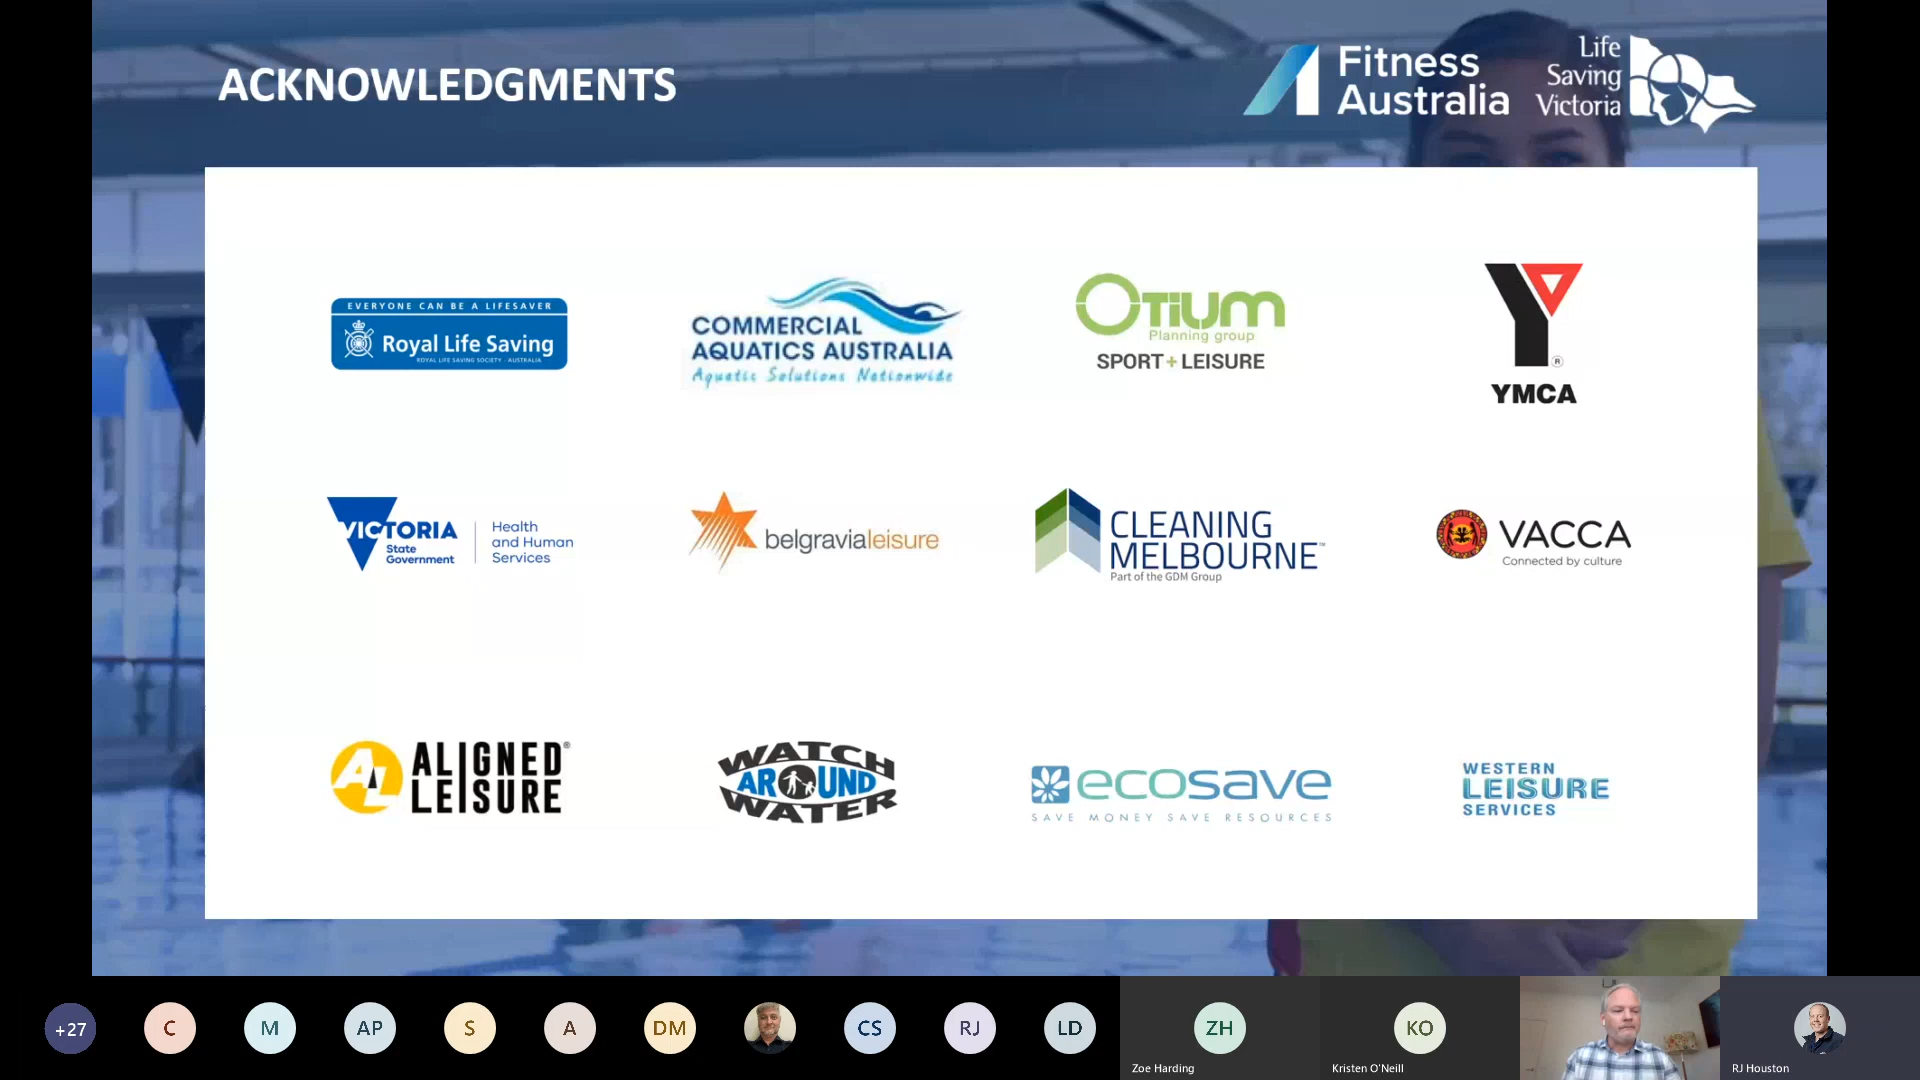 ACKNOWLEDGMENTS
Fitness
Australia
Life
Saving
Victoria
EVERYONE CAN BE A LIFESAVER
Royal Life Saving
ROYAL LIFE SAVING SOCIETY - AUSTRALIA
COMMERCIAL
AQUATICS AUSTRALIA
Aquatic Solutions Nationwide
OTIUM
Planning group
SPORT+LEISURE
®
YMCA
VICTORIA
State
Government
Health
and Human
Services
belgravialeisure
CLEANING
MELBOURNE™
Part of the GDM Group
VACCA
Connected by culture
AL
ALIGNED®
LEISURE
WATCH
AROUND
WATER
ecosave
SAVE MONEY SAVE RESOURCES
WESTERN
LEISURE
SERVICES
+27
C
M
AP
S
A
DM
CS
RJ
LD
ZH
Zoe Harding
KO
Kristen O'Neill
RJ Houston